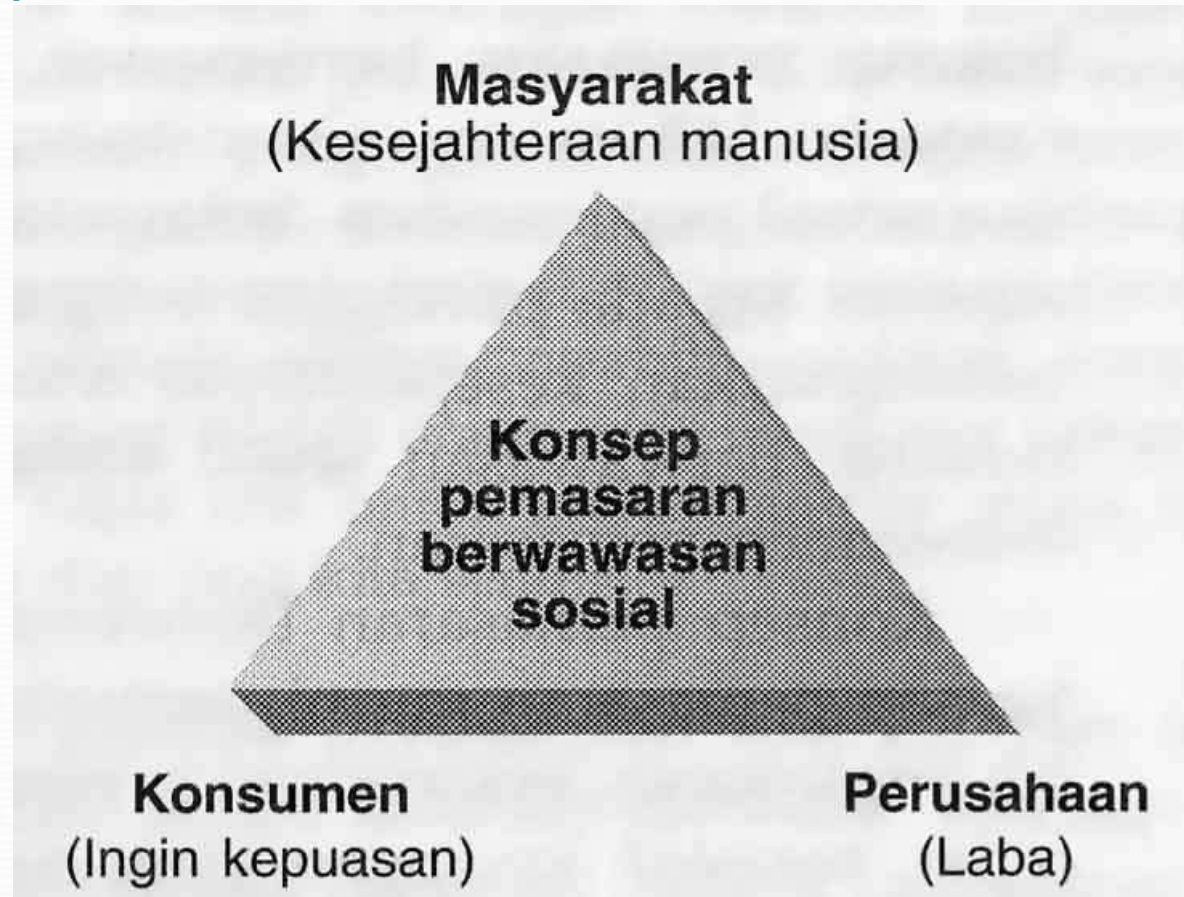 Masyarakat
(Kesejahteraan manusia)
Konsep
pemasaran
berwawasan
sosial
Konsumen
(Ingin kepuasan)
Perusahaan
(Laba)